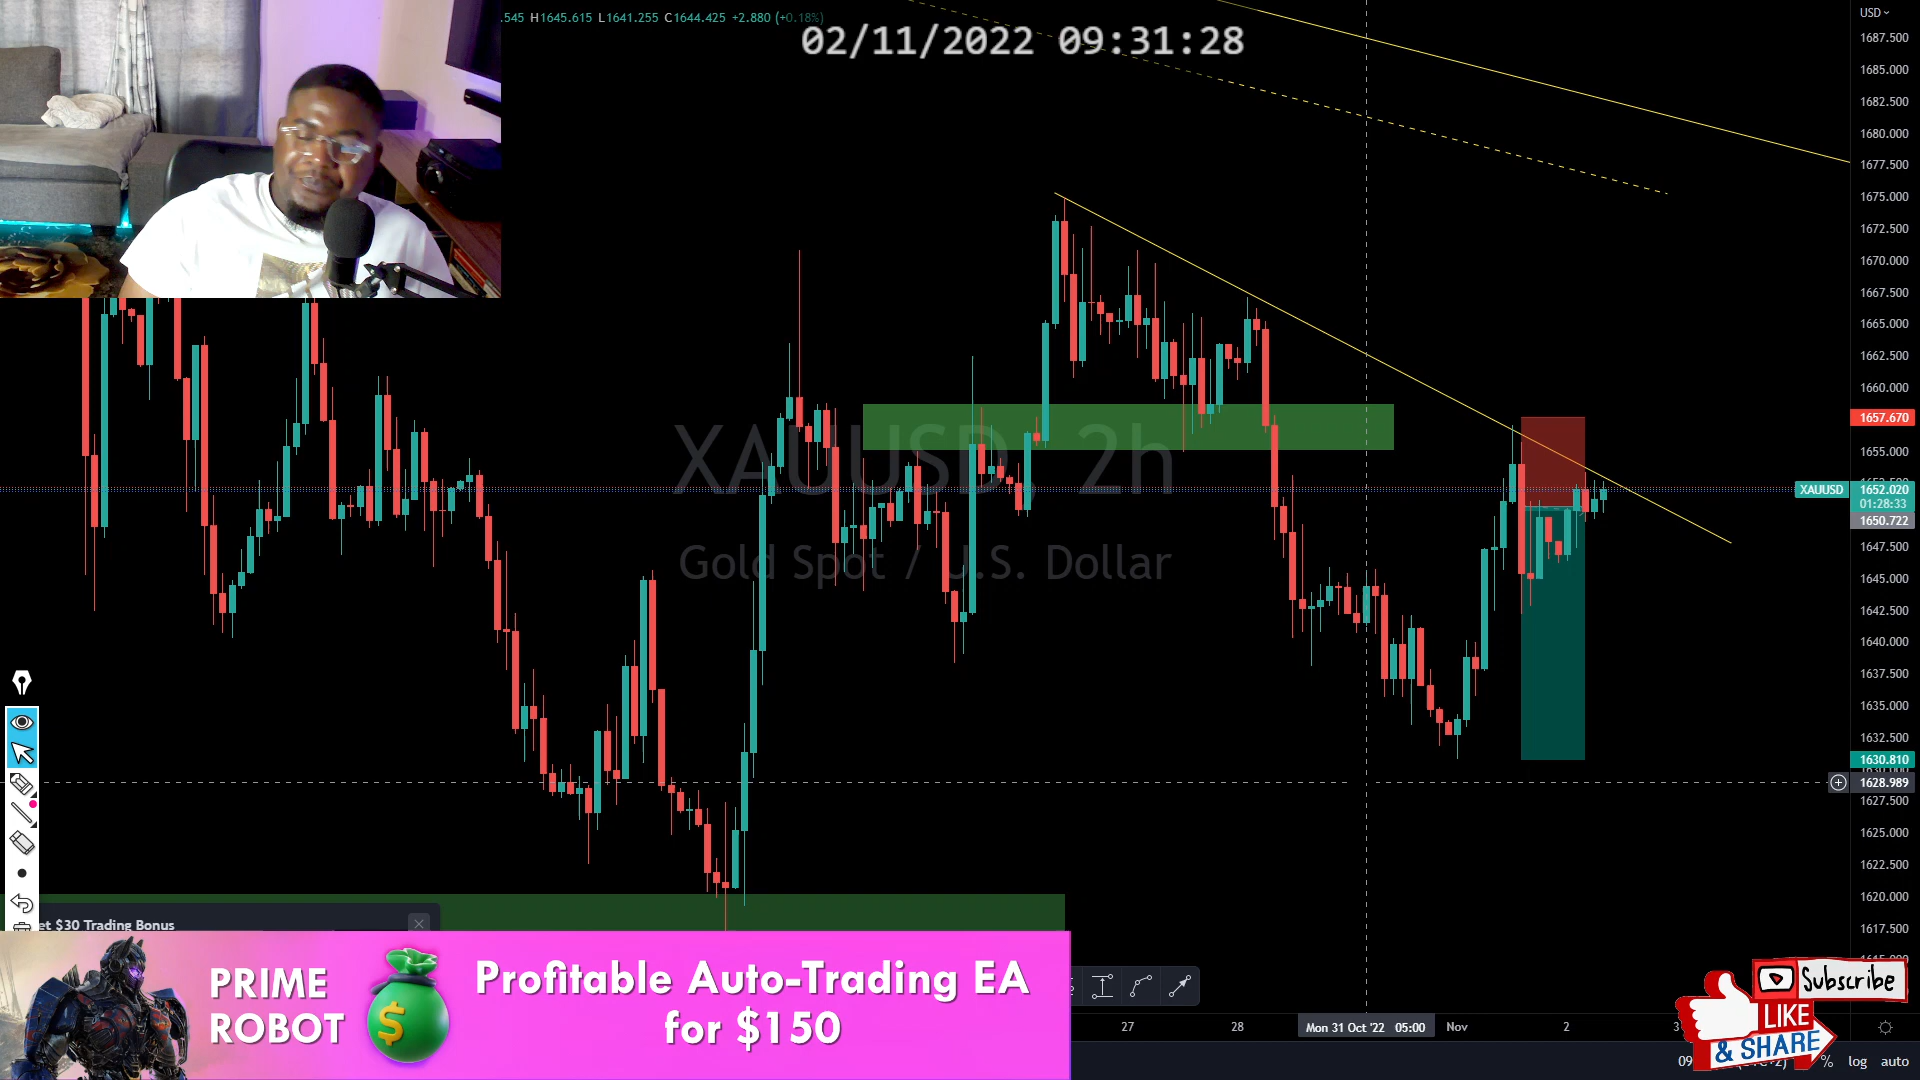 .545 H1645.615 L1641.255 C1644.425 +2.880 (+0.18%)
02/11/2022 09:31:28
USD
1687.500
1685.000
1682.500
1680.000
1677.500
1675.000
1672.500
1670.000
1667.500
1665.000
1662.500
1660.000
1657.670
1655.000
XAUUSD 1652.020
01:28:33
1650.722
1647.500
1645.000
1642.500
1640.000
1637.500
1635.000
1632.500
1630.810
1628.989
1627.500
1625.000
1622.500
1620.000
1617.500
XAUUSD, 2h
Gold Spot / U.S. Dollar
et $30 Trading Bonus
PRIME
ROBOT
$
Profitable Auto-Trading EA
for $150
27 28 Mon 31 Oct '22 05:00 Nov 2 3
Subscribe
LIKE
& SHARE
09
% log auto